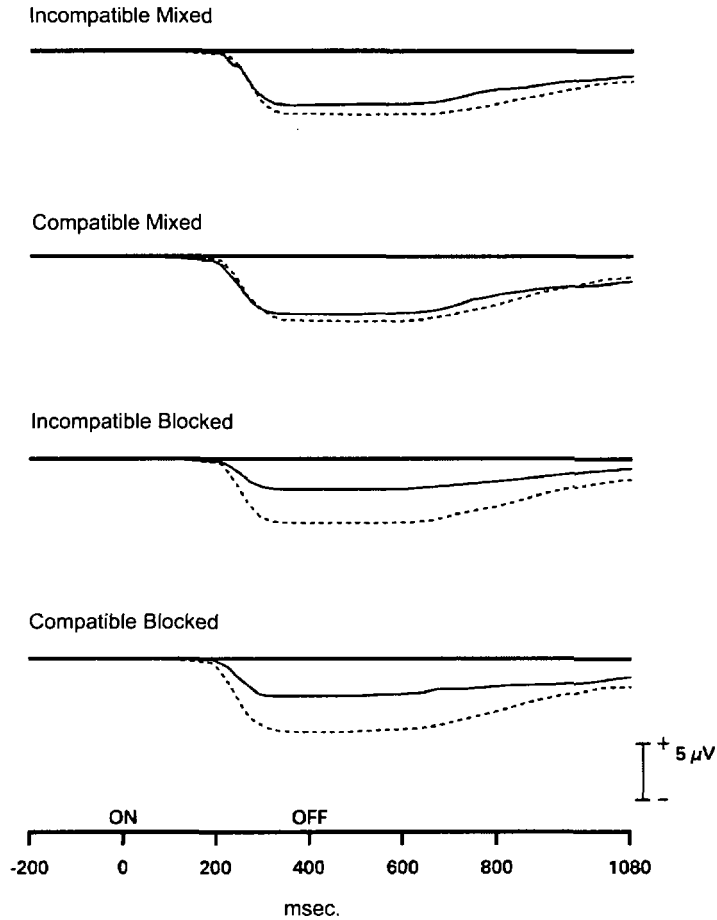 Incompatible Mixed
Compatible Mixed
Incompatible Blocked
Compatible Blocked
+
5 µV
-
ON OFF
-200 0 200 400 600 800 1080
msec.